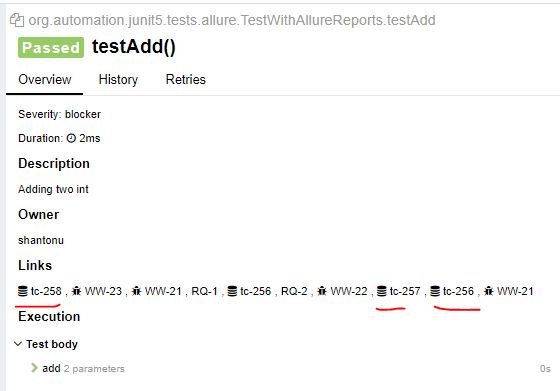 org.automation.junit5.tests.allure.TestWithAllureReports.testAdd
Passed testAdd()
Overview History Retries
Severity: blocker
Duration: 2ms
Description
Adding two int
Owner
shantonu
Links
tc-258 , WW-23 , WW-21 , RQ-1 , tc-256 , RQ-2 , WW-22 , tc-257 , tc-256 , WW-21
Execution
Test body
add 2 parameters 0s